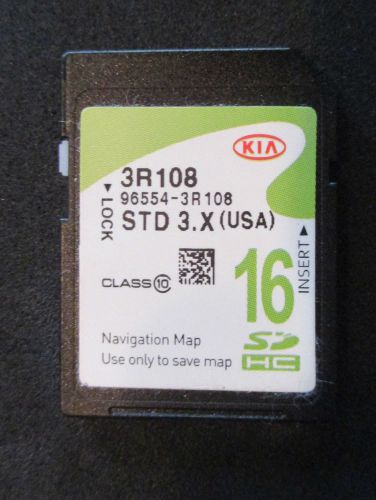 KIA
3R108
96554-3R108
STD 3.X (USA)
◄ LOCK
INSERT ►
CLASS 10
16
Navigation Map
Use only to save map
SD
HC